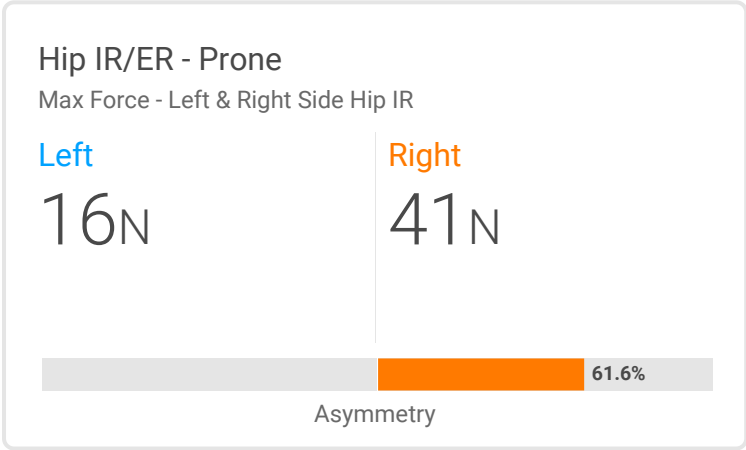 Hip IR/ER - Prone
Max Force - Left & Right Side Hip IR
Left
16N
Right
41N
61.6%
Asymmetry